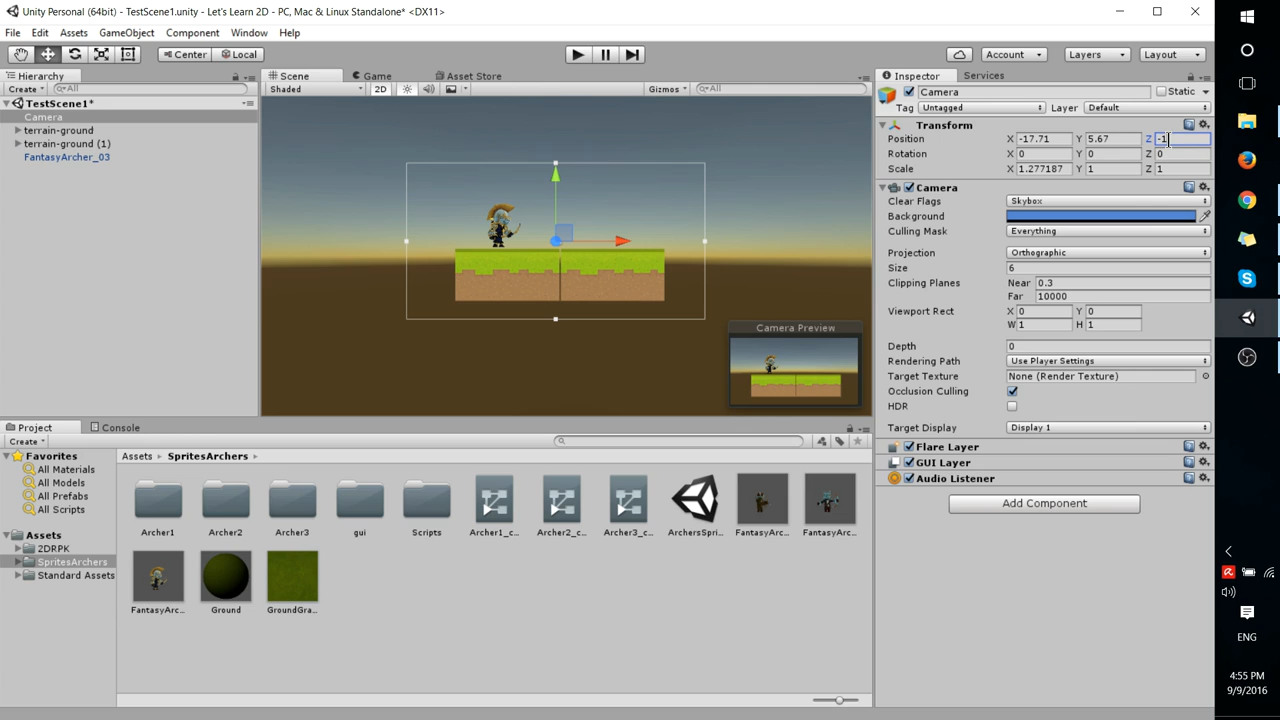 Unity Personal (64bit) - TestScene1.unity - Let's Learn 2D - PC, Mac & Linux Standalone* <DX11>
File Edit Assets GameObject Component Window Help
Center Local Account Layers Layout
Hierarchy
Create All
TestScene1*
Camera
terrain-ground
terrain-ground (1)
FantasyArcher_03
Scene Game Asset Store
Shaded 2D Gizmos All
Camera Preview
Inspector Services
Camera Static
Tag Untagged Layer Default
Transform
Position X -17.71 Y 5.67 Z -1
Rotation X 0 Y 0 Z 0
Scale X 1.277187 Y 1 Z 1
Camera
Clear Flags Skybox
Background
Culling Mask Everything
Projection Orthographic
Size 6
Clipping Planes Near 0.3
Far 10000
Viewport Rect X 0 Y 0
W 1 H 1
Depth 0
Rendering Path Use Player Settings
Target Texture None (Render Texture)
Occlusion Culling
HDR
Target Display Display 1
Flare Layer
GUI Layer
Audio Listener
Add Component
Project Console
Create
Favorites
All Materials
All Models
All Prefabs
All Scripts
Assets
2DRPK
SpritesArchers
Standard Assets
Assets SpritesArchers
Archer1 Archer2 Archer3 gui Scripts Archer1_c... Archer2_c... Archer3_c... ArchersSpri... FantasyArc... FantasyArc...
FantasyArc... Ground GroundGra...
ENG
4:55 PM
9/9/2016